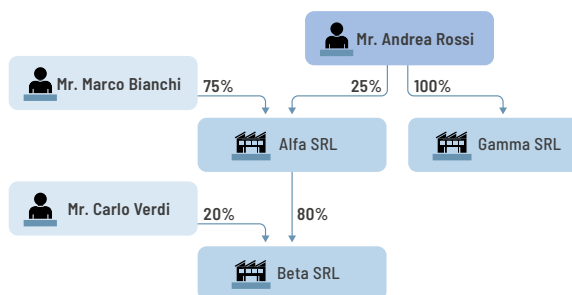 Mr. Andrea Rossi
Mr. Marco Bianchi
75%
25%
100%
Alfa SRL
Gamma SRL
Mr. Carlo Verdi
20%
80%
Beta SRL